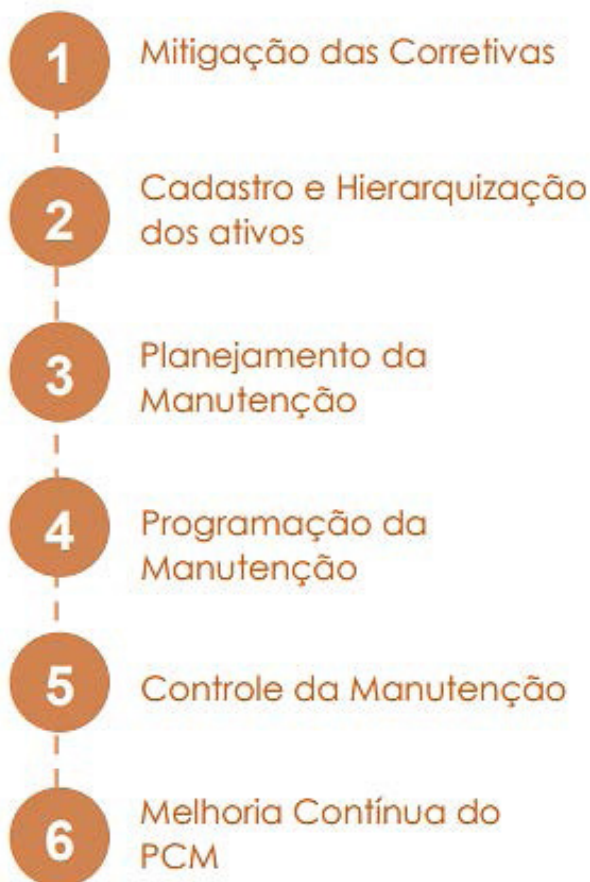 1
Mitigação das Corretivas
2
Cadastro e Hierarquização
dos ativos
3
Planejamento da
Manutenção
4
Programação da
Manutenção
5
Controle da Manutenção
6
Melhoria Contínua do
PCM